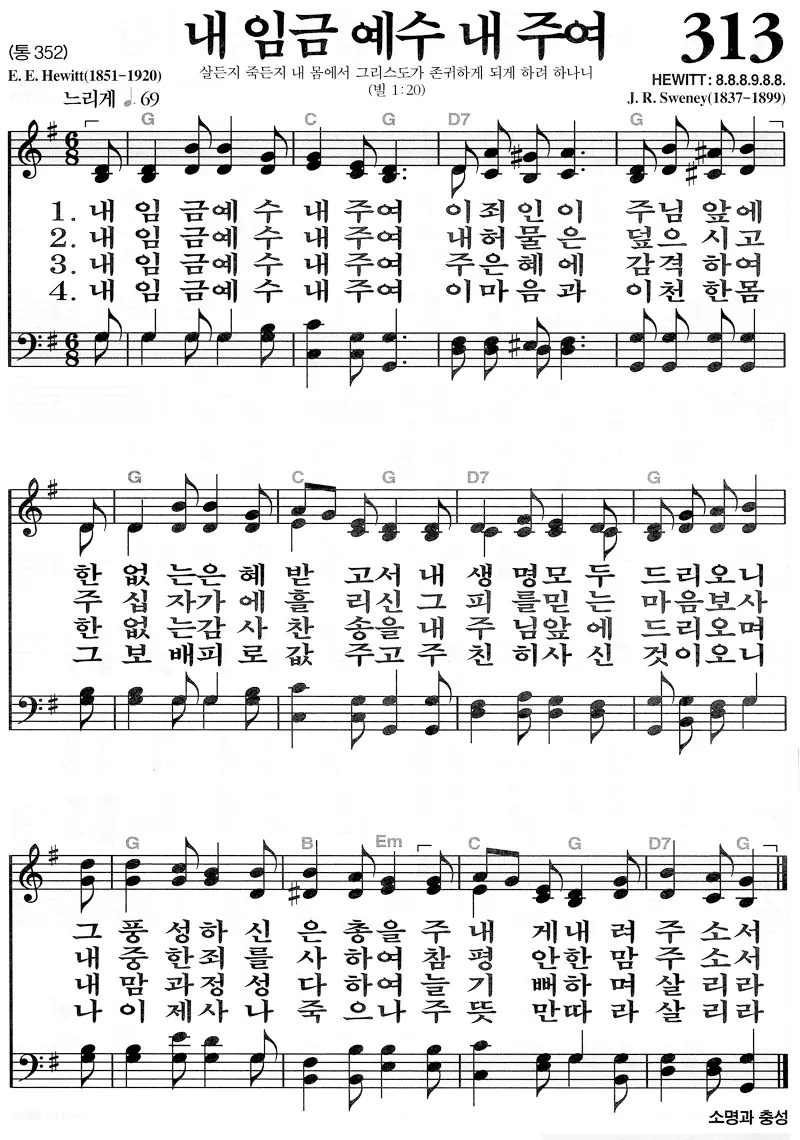 (통 352)
내 임금 예수 내 주여
313
E. E. Hewitt(1851-1920)
살든지 죽든지 내 몸에서 그리스도가 존귀하게 되게 하려 하나니
(빌 1:20)
HEWITT : 8.8.8.9.8.8.
J. R. Sweney(1837-1899)
느리게 ♩. 69
G C G D7 G
6/8
1. 내 임 금예 수 내 주여 이죄인이 주님 앞에
2. 내 임 금예 수 내 주여 내허물은 덮으 시고
3. 내 임 금예 수 내 주여 주은혜에 감격 하여
4. 내 임 금예 수 내 주여 이마음과 이천 한몸
6/8
G C G D7 G
한 없 는은 혜 받 고서 내 생 명모 두 드리오니
주 십 자가 에 흘 리신 그 피 를믿 는 마음보사
한 없 는감 사 찬 송을 내 주 님앞 에 드리오며
그 보 배피 로 값 주고 주 친 히사 신 것이오니
G B Em C G D7 G
그 풍 성하 신 은 총을 주 내 게내 려 주소서
내 중 한죄 를 사 하여 참 평 안한 맘 주소서
내 맘 과정 성 다 하여 늘 기 뻐하 며 살리라
나 이 제사 나 죽 으나 주 뜻 만따 라 살리라
소명과 충성